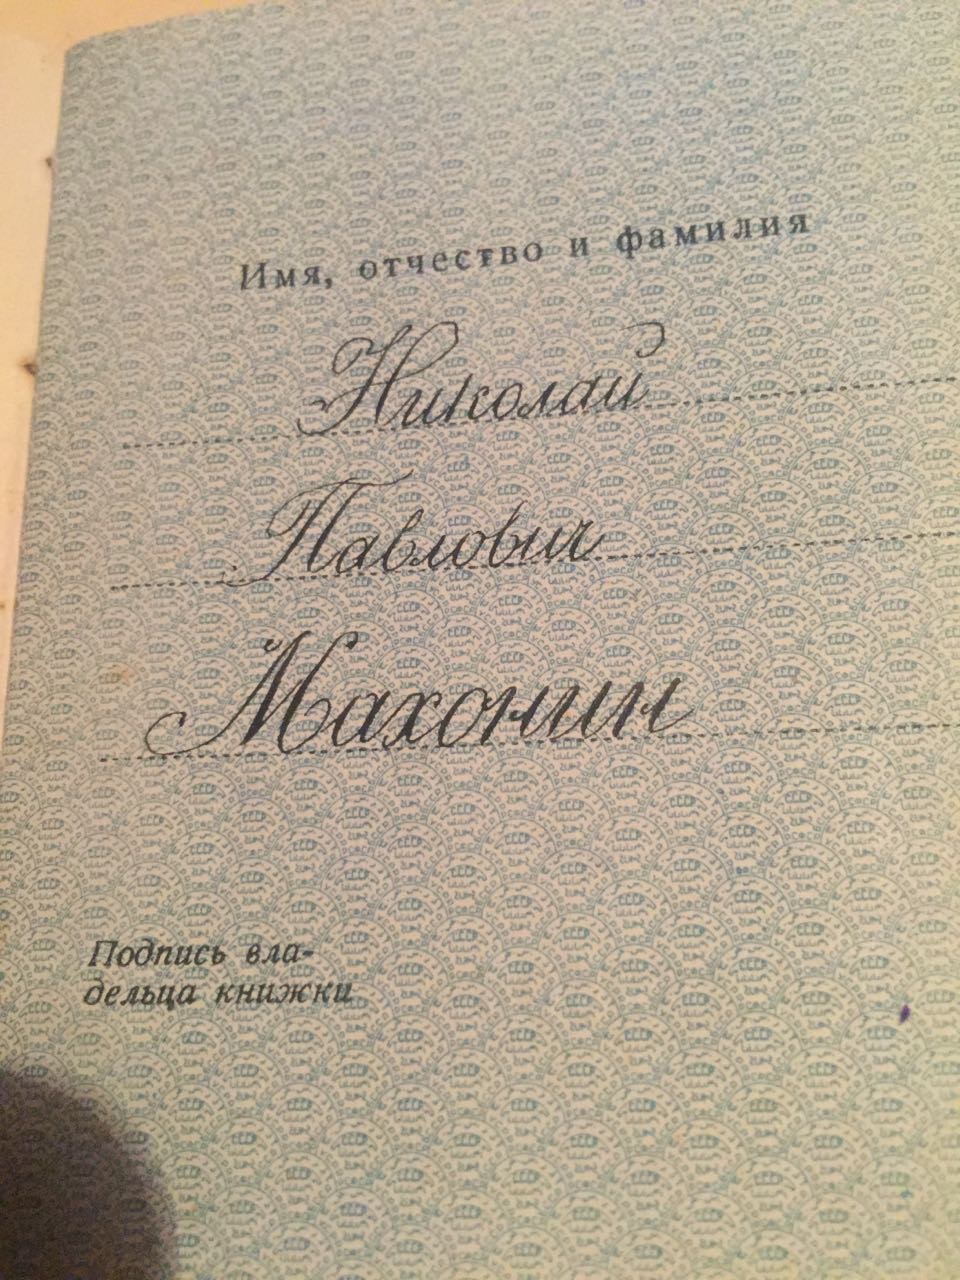 Имя, отчество и фамилия
Николай
Павлович
Махонин
Подпись вла-
дельца книжки